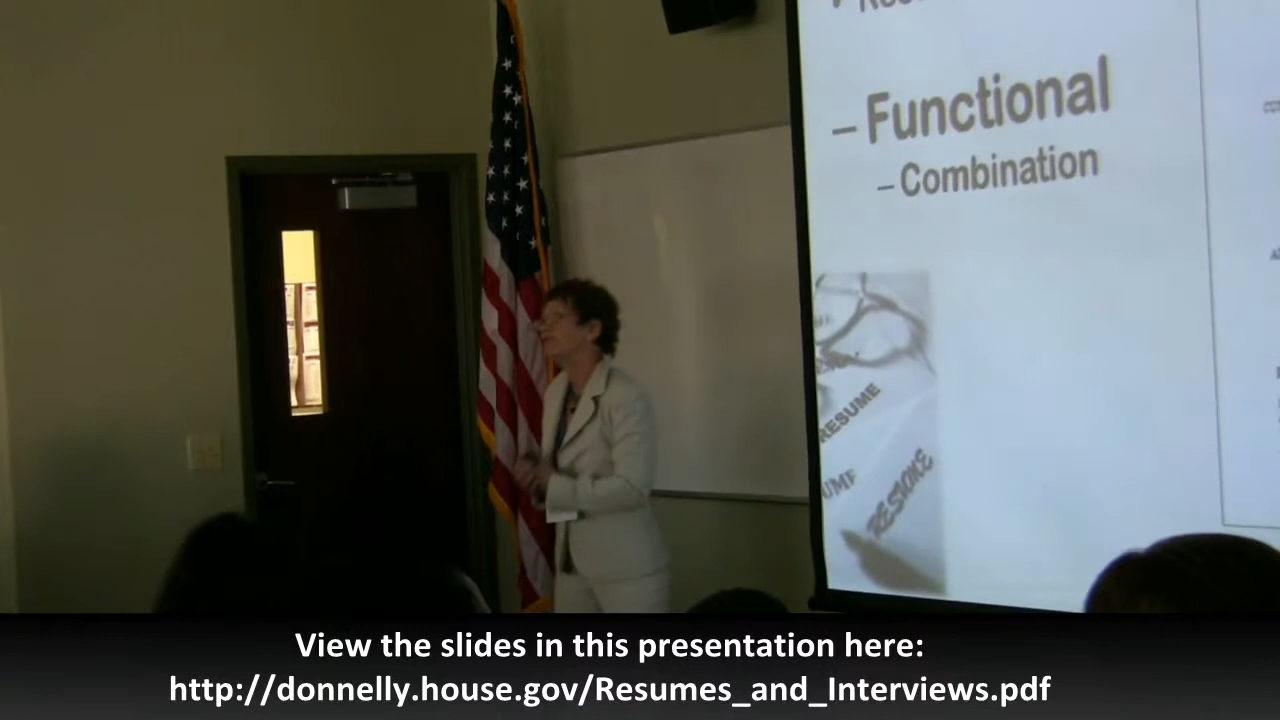 – Functional
– Combination
RESUME
View the slides in this presentation here:
http://donnelly.house.gov/Resumes_and_Interviews.pdf